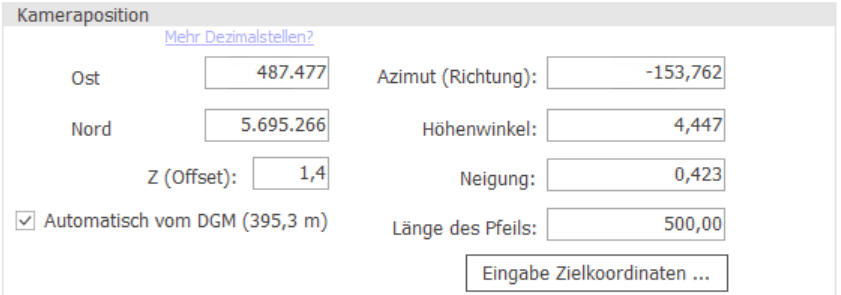 Kameraposition
Mehr Dezimalstellen?
Ost 487.477 Azimut (Richtung): -153,762
Nord 5.695.266 Höhenwinkel: 4,447
Z (Offset): 1,4 Neigung: 0,423
Automatisch vom DGM (395,3 m) Länge des Pfeils: 500,00
Eingabe Zielkoordinaten ...